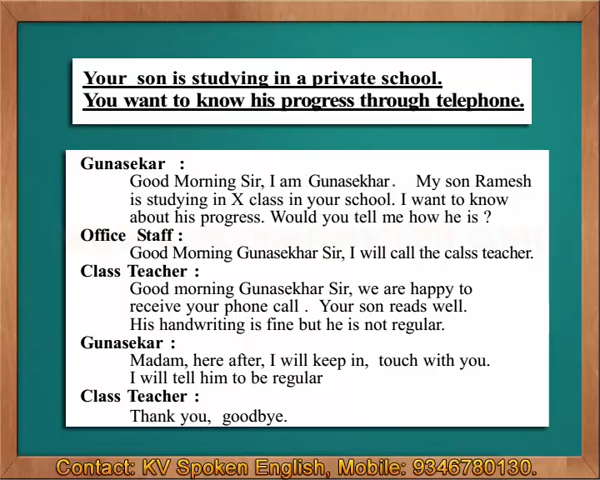 Your son is studying in a private school.
You want to know his progress through telephone.
Gunasekar :
Good Morning Sir, I am Gunasekhar. My son Ramesh
is studying in X class in your school. I want to know
about his progress. Would you tell me how he is ?
Office Staff :
Good Morning Gunasekhar Sir, I will call the calss teacher.
Class Teacher :
Good morning Gunasekhar Sir, we are happy to
receive your phone call . Your son reads well.
His handwriting is fine but he is not regular.
Gunasekar :
Madam, here after, I will keep in, touch with you.
I will tell him to be regular
Class Teacher :
Thank you, goodbye.
Contact: KV Spoken English, Mobile: 9346780130.